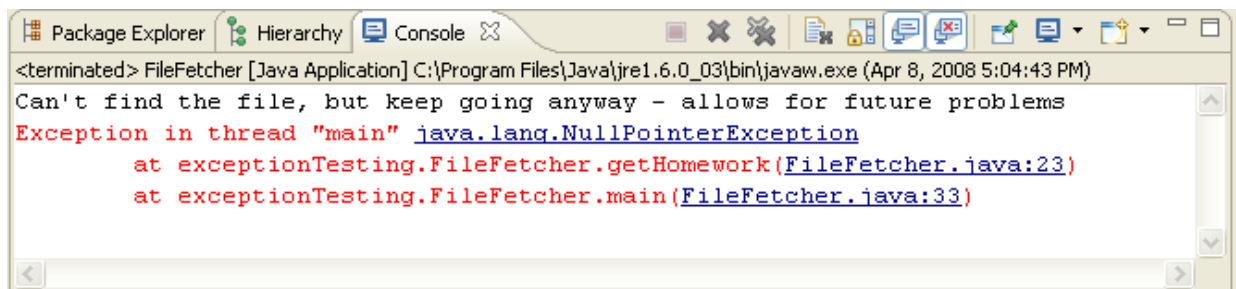 Package Explorer Hierarchy Console
<terminated> FileFetcher [Java Application] C:\Program Files\Java\jre1.6.0_03\bin\javaw.exe (Apr 8, 2008 5:04:43 PM)
Can't find the file, but keep going anyway - allows for future problems
Exception in thread "main" java.lang.NullPointerException
at exceptionTesting.FileFetcher.getHomework(FileFetcher.java:23)
at exceptionTesting.FileFetcher.main(FileFetcher.java:33)